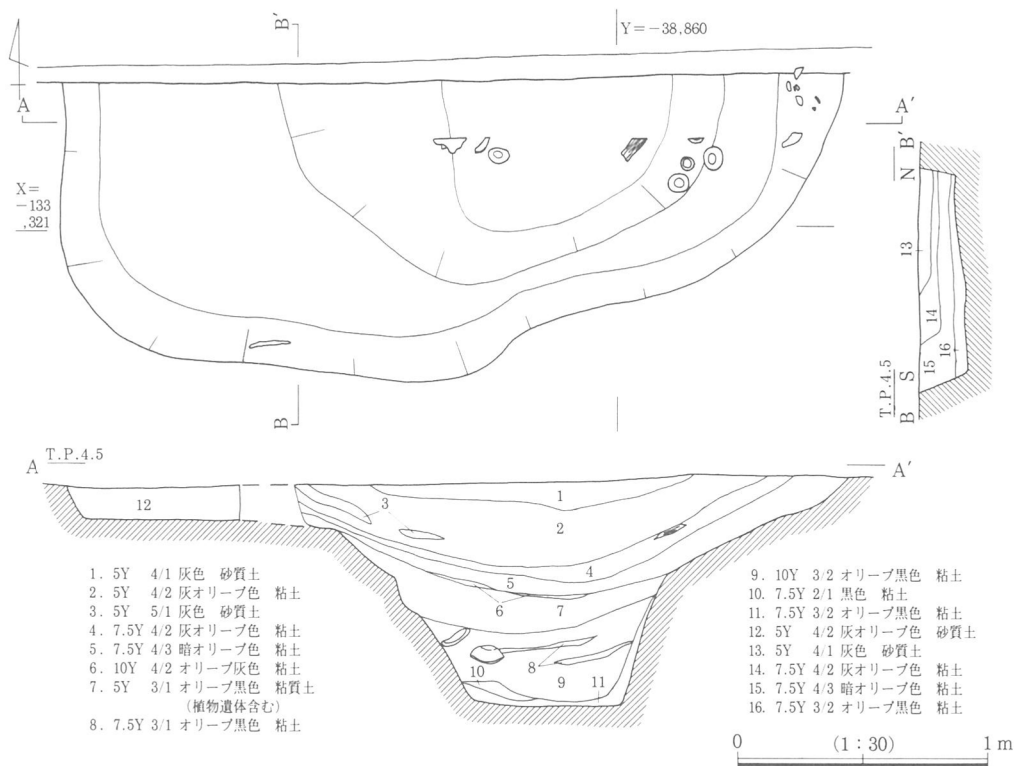 B′
Y＝−38,860
A
A′
X＝
−133
,321
B′
N
13
14
15
16
T.P.4.5
S
B
B
A
T.P.4.5
A′
12
3
1
2
4
5
6
7
8
9
10
11
1. 5Y 4/1 灰色 砂質土
2. 5Y 4/2 灰オリーブ色 粘土
3. 5Y 5/1 灰色 砂質土
4. 7.5Y 4/2 灰オリーブ色 粘土
5. 7.5Y 4/3 暗オリーブ色 粘土
6. 10Y 4/2 オリーブ灰色 粘土
7. 5Y 3/1 オリーブ黒色 粘質土
(植物遺体含む)
8. 7.5Y 3/1 オリーブ黒色 粘土
9. 10Y 3/2 オリーブ黒色 粘土
10. 7.5Y 2/1 黒色 粘土
11. 7.5Y 3/2 オリーブ黒色 粘土
12. 5Y 4/2 灰オリーブ色 砂質土
13. 5Y 4/1 灰色 砂質土
14. 7.5Y 4/2 灰オリーブ色 粘土
15. 7.5Y 4/3 暗オリーブ色 粘土
16. 7.5Y 3/2 オリーブ黒色 粘土
0 (1：30) 1m